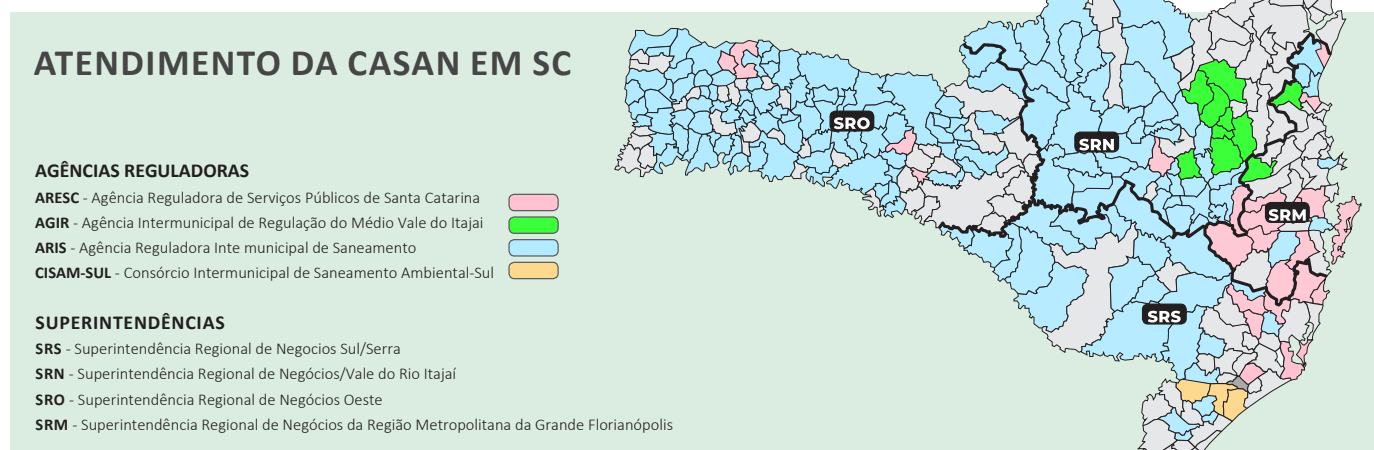 ATENDIMENTO DA CASAN EM SC
AGÊNCIAS REGULADORAS
ARESC - Agência Reguladora de Serviços Públicos de Santa Catarina
AGIR - Agência Intermunicipal de Regulação do Médio Vale do Itajai
ARIS - Agência Reguladora Inte municipal de Saneamento
CISAM-SUL - Consórcio Intermunicipal de Saneamento Ambiental-Sul
SUPERINTENDÊNCIAS
SRS - Superintendência Regional de Negocios Sul/Serra
SRN - Superintendência Regional de Negócios/Vale do Rio Itajaí
SRO - Superintendência Regional de Negócios Oeste
SRM - Superintendência Regional de Negócios da Região Metropolitana da Grande Florianópolis
SRO
SRN
SRM
SRS